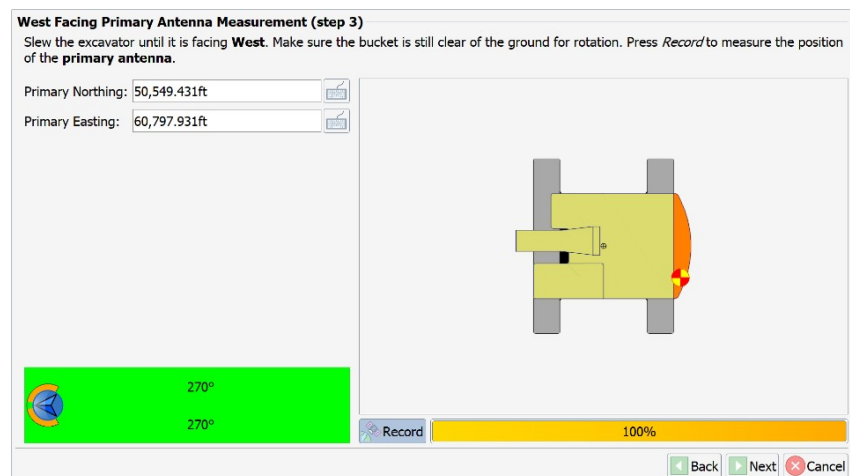 West Facing Primary Antenna Measurement (step 3)
Slew the excavator until it is facing West. Make sure the bucket is still clear of the ground for rotation. Press Record to measure the position
of the primary antenna.
Primary Northing: 50,549.431ft
Primary Easting: 60,797.931ft
270°
270°
Record 100%
Back Next Cancel